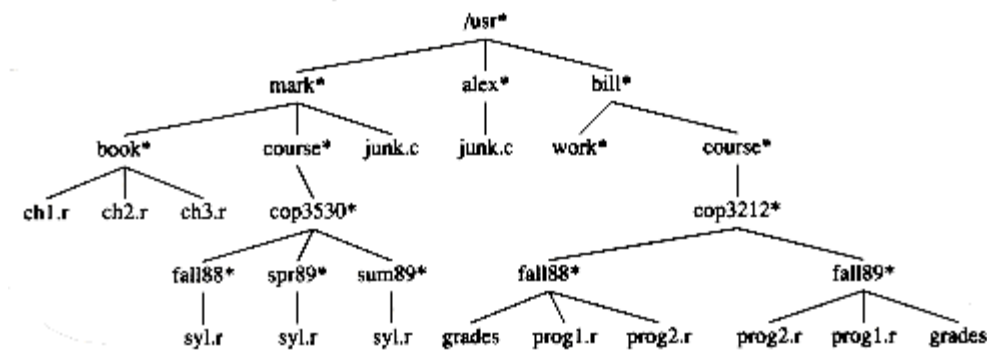 /usr*
mark* alex* bill*
book* course* junk.c junk.c work* course*
ch1.r ch2.r ch3.r cop3530* cop3212*
fall88* spr89* sum89* fall88* fall89*
syl.r syl.r syl.r grades prog1.r prog2.r prog2.r prog1.r grades